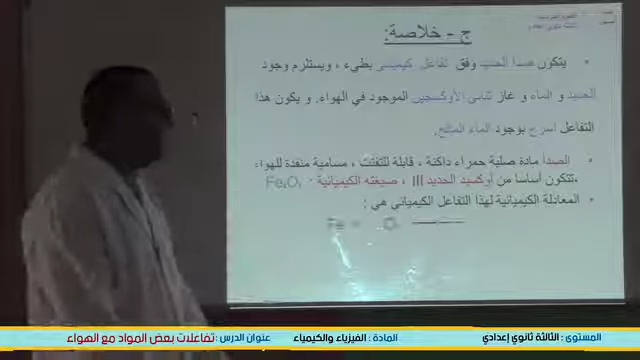 ج - خلاصة:
يتكون صدأ الحديد وفق تفاعل كيميائي بطيء ، ويستلزم وجود
الحديد و الماء و غاز ثنائي الأوكسجين الموجود في الهواء. و يكون هذا
التفاعل أسرع بوجود الماء المالح.
الصدأ مادة صلبة حمراء داكنة ، قابلة للتفتت ، مسامية منفذة للهواء
،تتكون أساسا من أوكسيد الحديد III ، صيغته الكيميائية
المعادلة الكيميائية لهذا التفاعل الكيميائي هي :
Fe +
المستوى : الثالثة ثانوي إعدادي المادة : الفيزياء والكيمياء عنوان الدرس : تفاعلات بعض المواد مع الهواء